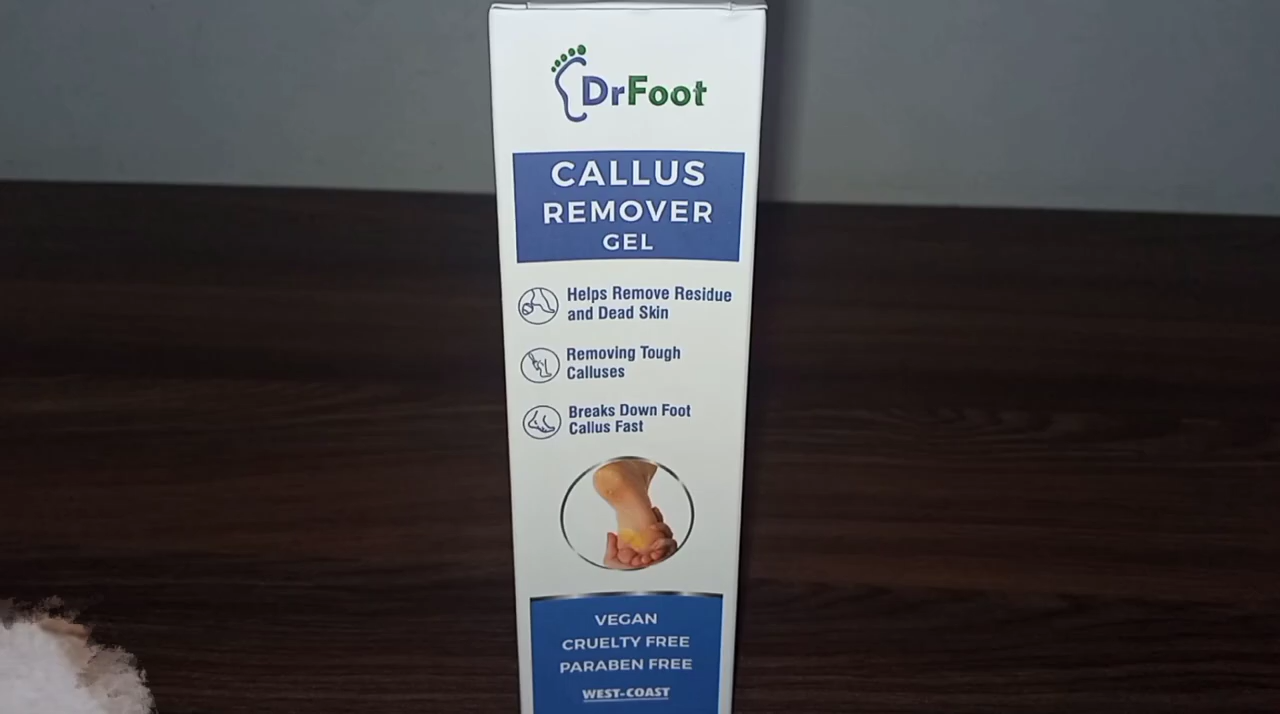 DrFoot
CALLUS
REMOVER
GEL
Helps Remove Residue
and Dead Skin
Removing Tough
Calluses
Breaks Down Foot
Callus Fast
VEGAN
CRUELTY FREE
PARABEN FREE
WEST-COAST